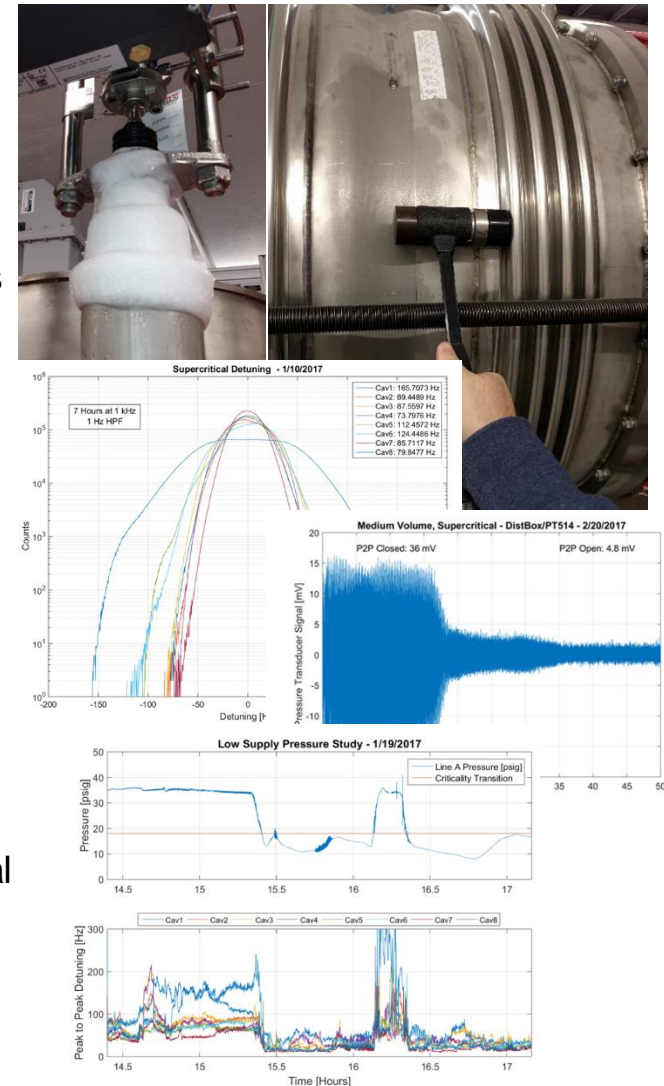 s
Supercritical Detuning - 1/10/2017
7 Hours at 1 kHz
1 Hz HPF
Cav1: 165.7073 Hz
Cav2: 89.4489 Hz
Cav3: 87.5597 Hz
Cav4: 73.7976 Hz
Cav5: 112.4572 Hz
Cav6: 124.4486 Hz
Cav7: 85.7117 Hz
Cav8: 79.8477 Hz
Counts
10^6
10^5
10^4
10^3
10^2
10^1
10^0
-200 -150 -100 -50 0
Detuning [H
Medium Volume, Supercritical - DistBox/PT514 - 2/20/2017
P2P Closed: 36 mV P2P Open: 4.8 mV
Pressure Transducer Signal [mV]
20
15
10
5
0
-5
-10
35 40 45 50
Low Supply Pressure Study - 1/19/2017
Line A Pressure [psig]
Criticality Transition
Pressure [psig]
50
40
30
20
10
0
14.5 15 15.5 16 16.5 17
al
Cav1 Cav2 Cav3 Cav4 Cav5 Cav6 Cav7 Cav8
Peak to Peak Detuning [Hz]
300
200
100
0
14.5 15 15.5 16 16.5 17
Time [Hours]